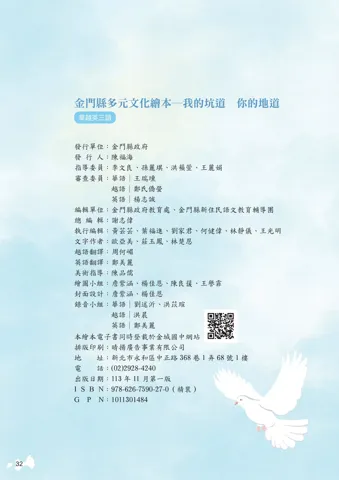 金門縣多元文化繪本—我的坑道　你的地道
華越英三語
發行單位：金門縣政府
發 行 人：陳福海
指導委員：李文良、孫麗琪、洪福螢、王麗娟
審查委員：華語｜王瑞壎
越語｜鄭氏僑螢
英語｜楊志誠
編輯單位：金門縣政府教育處、金門縣新住民語文教育輔導團
總 編 輯：謝志偉
執行編輯：黃芸芸、葉福進、劉家君、何健偉、林靜儀、王光明
文字作者：歐亞美、莊玉鳳、林楚恩
越語翻譯：周何嵋
英語翻譯：鄭美麗
美術指導：陳品儒
繪圖小組：詹紫涵、楊佳恩、陳良薩、王學霏
封面設計：詹紫涵、楊佳恩
錄音小組：華語｜劉述沂、洪苡瑢
越語｜洪晨
英語｜鄭美麗
本繪本電子書同時登載於金城國中網站
排版印刷：晴揚廣告事業有限公司
地　　址：新北市永和區中正路 368 巷 1 弄 68 號 1 樓
電　　話：(02)2928-4240
出版日期：113 年 11 月第一版
I S B N：978-626-7590-27-0（精裝）
G P N：1011301484
32